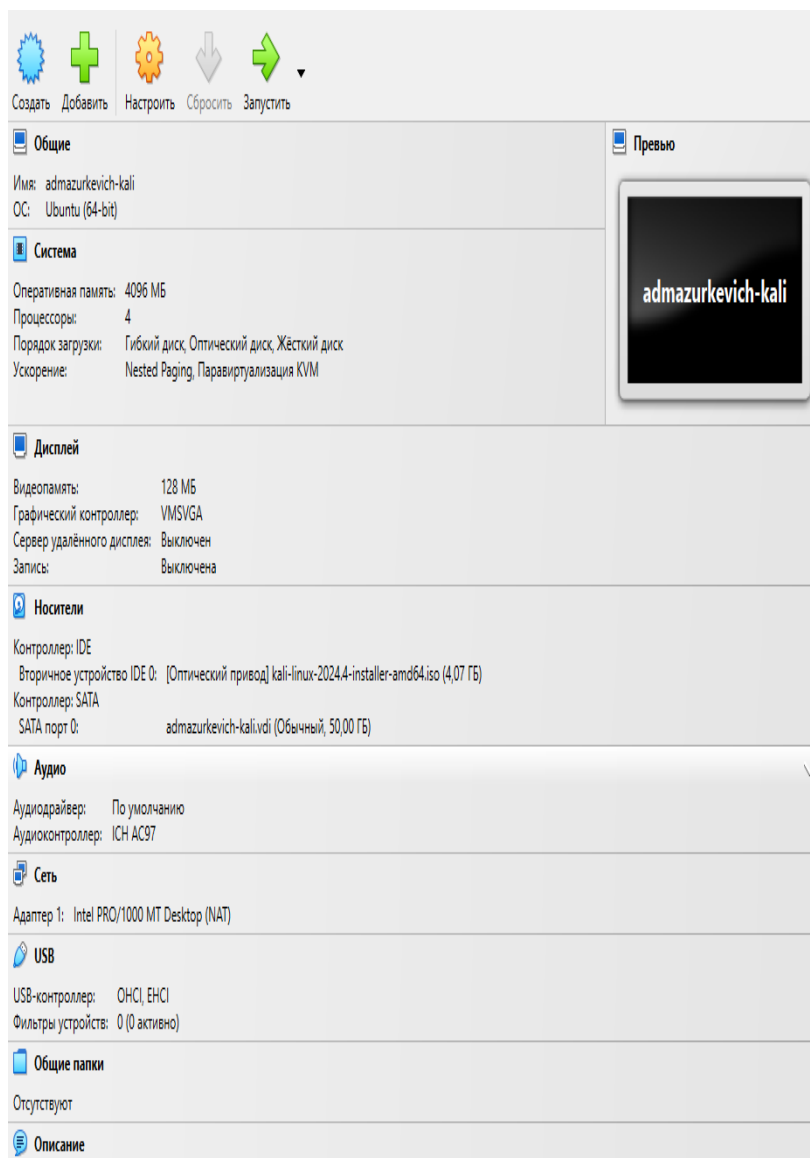 Создать Добавить Настроить Сбросить Запустить
Общие
Имя: admazurkevich-kali
ОС: Ubuntu (64-bit)
Превью
admazurkevich-kali
Система
Оперативная память: 4096 МБ
Процессоры: 4
Порядок загрузки: Гибкий диск, Оптический диск, Жёсткий диск
Ускорение: Nested Paging, Паравиртуализация KVM
Дисплей
Видеопамять: 128 МБ
Графический контроллер: VMSVGA
Сервер удалённого дисплея: Выключен
Запись: Выключена
Носители
Контроллер: IDE
Вторичное устройство IDE 0: [Оптический привод] kali-linux-2024.4-installer-amd64.iso (4,07 ГБ)
Контроллер: SATA
SATA порт 0: admazurkevich-kali.vdi (Обычный, 50,00 ГБ)
Аудио
Аудиодрайвер: По умолчанию
Аудиоконтроллер: ICH AC97
Сеть
Адаптер 1: Intel PRO/1000 MT Desktop (NAT)
USB
USB-контроллер: OHCI, EHCI
Фильтры устройств: 0 (0 активно)
Общие папки
Отсутствуют
Описание